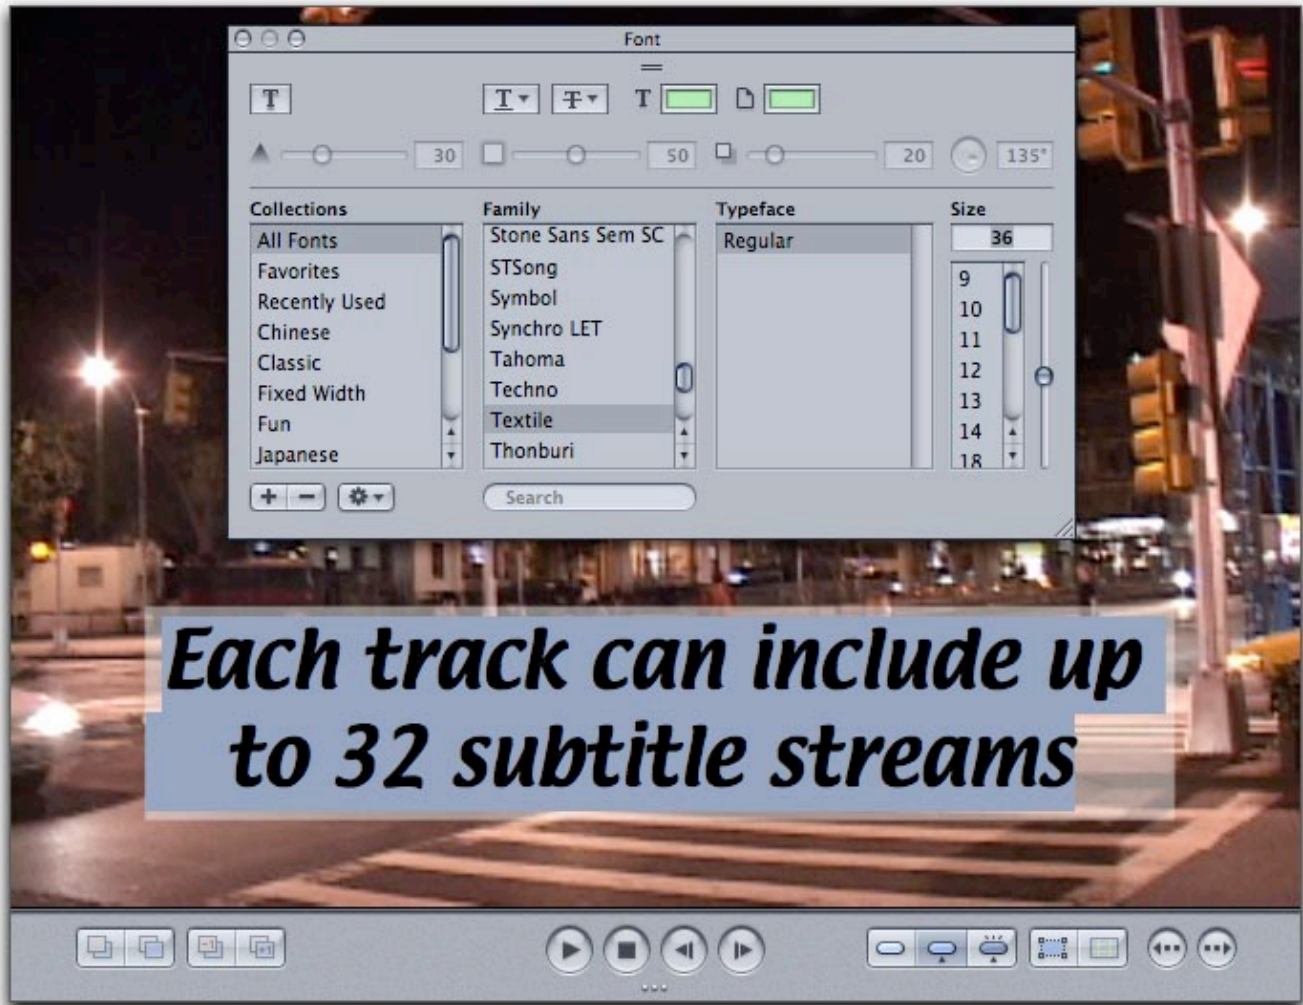 Font
T T T T
30 50 20 135°
Collections Family Typeface Size
All Fonts Stone Sans Sem SC Regular 36
Favorites STSong 9
Recently Used Symbol 10
Chinese Synchro LET 11
Classic Tahoma 12
Fixed Width Techno 13
Fun Textile 14
Japanese Thonburi 18
Search
Each track can include up
to 32 subtitle streams
-1 +1